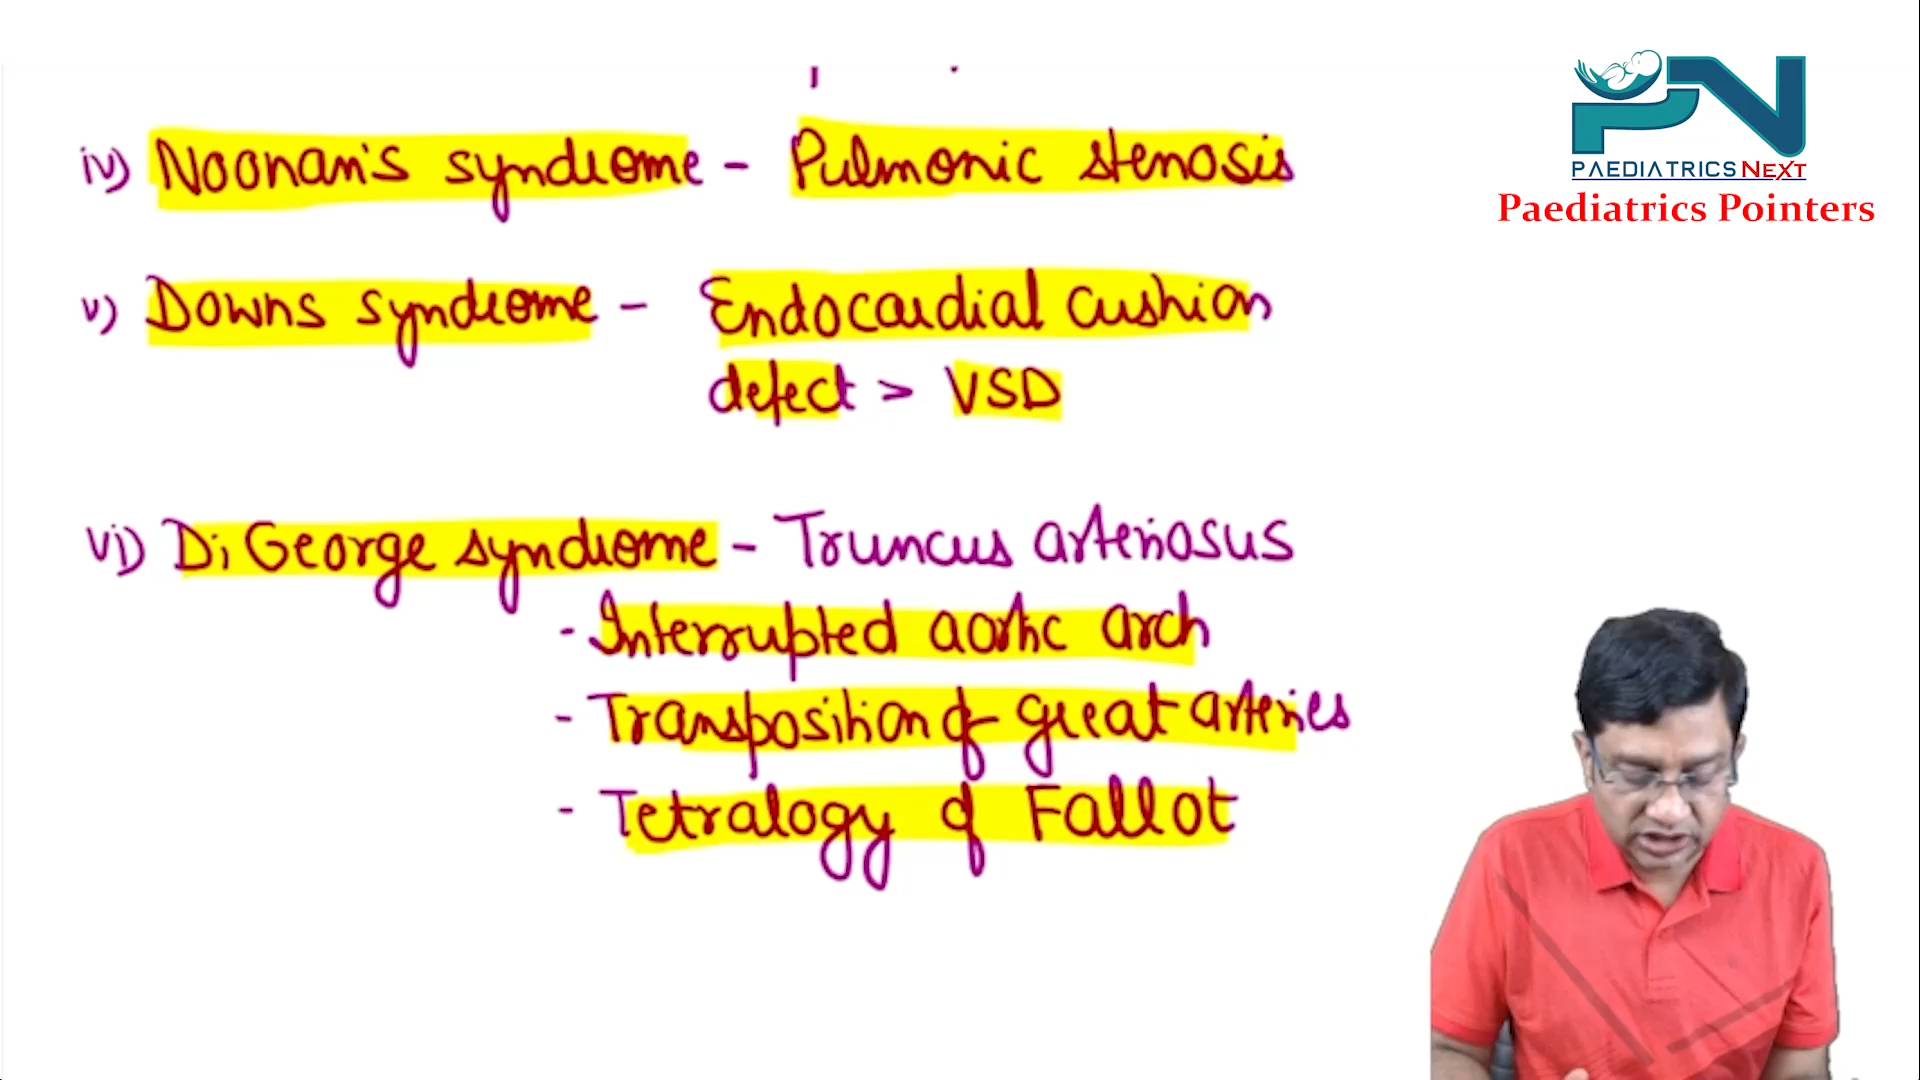 PN
PAEDIATRICS NEXT
Paediatrics Pointers
iv) Noonan's syndrome - Pulmonic stenosis
v) Downs syndrome - Endocardial cushion
defect > VSD
vi) Di George syndrome - Truncus arteriosus
- Interrupted aortic arch
- Transposition of great arteries
- Tetralogy of Fallot